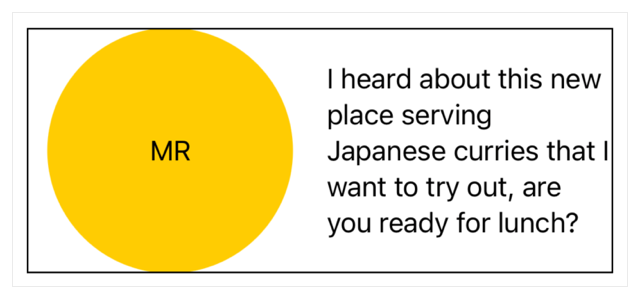 MR
I heard about this new
place serving
Japanese curries that I
want to try out, are
you ready for lunch?